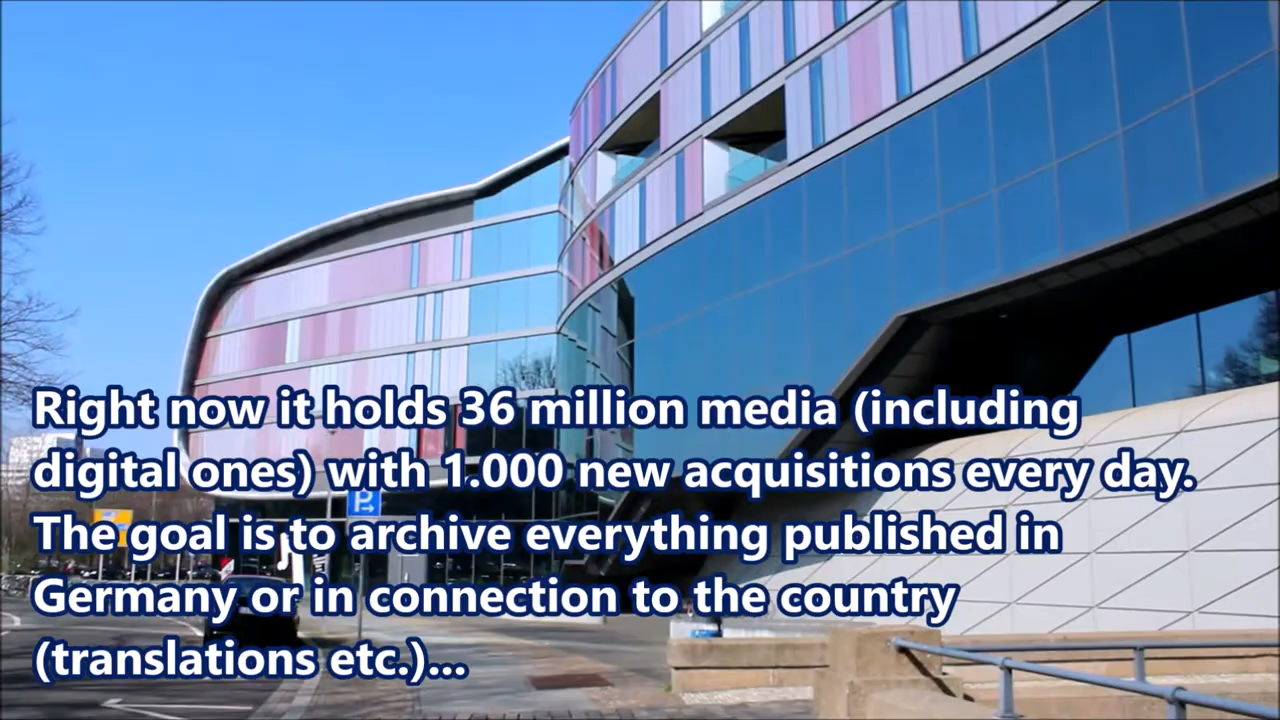 Right now it holds 36 million media (including
digital ones) with 1.000 new acquisitions every day.
The goal is to archive everything published in
Germany or in connection to the country
(translations etc.)...
P